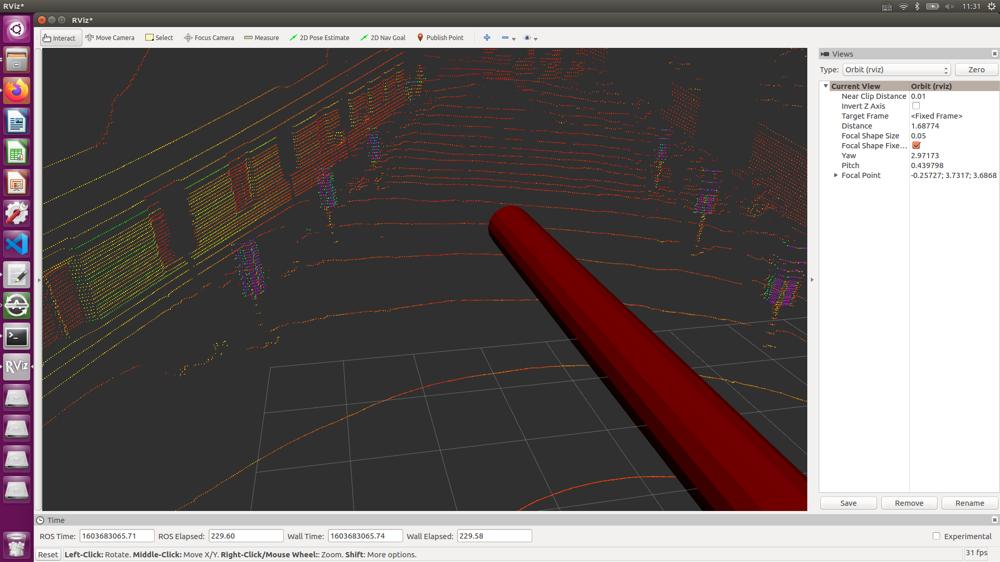 RViz*
11:31
RViz*
Interact
Move Camera
Select
Focus Camera
Measure
2D Pose Estimate
2D Nav Goal
Publish Point
Views
Type: Orbit (rviz) Zero
Current View Orbit (rviz)
Near Clip Distance 0.01
Invert Z Axis
Target Frame <Fixed Frame>
Distance 1.68774
Focal Shape Size 0.05
Focal Shape Fixe...
Yaw 2.97173
Pitch 0.439798
Focal Point -0.25727; 3.7317; 3.6868
RViz
Save Remove Rename
Time
ROS Time: 1603683065.71 ROS Elapsed: 229.60 Wall Time: 1603683065.74 Wall Elapsed: 229.58 Experimental
Reset Left-Click: Rotate. Middle-Click: Move X/Y. Right-Click/Mouse Wheel:: Zoom. Shift: More options. 31 fps